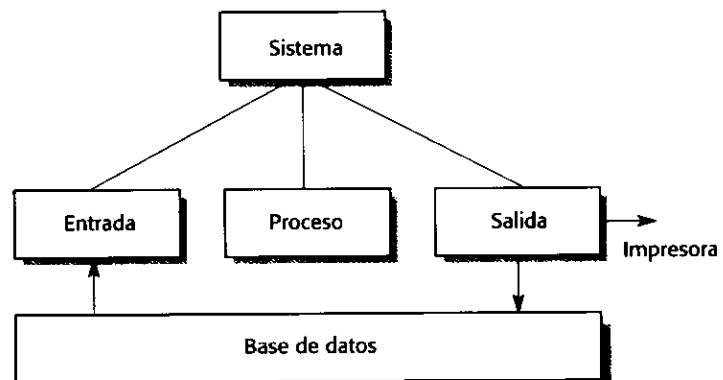 Sistema
Entrada
Proceso
Salida
Impresora
Base de datos